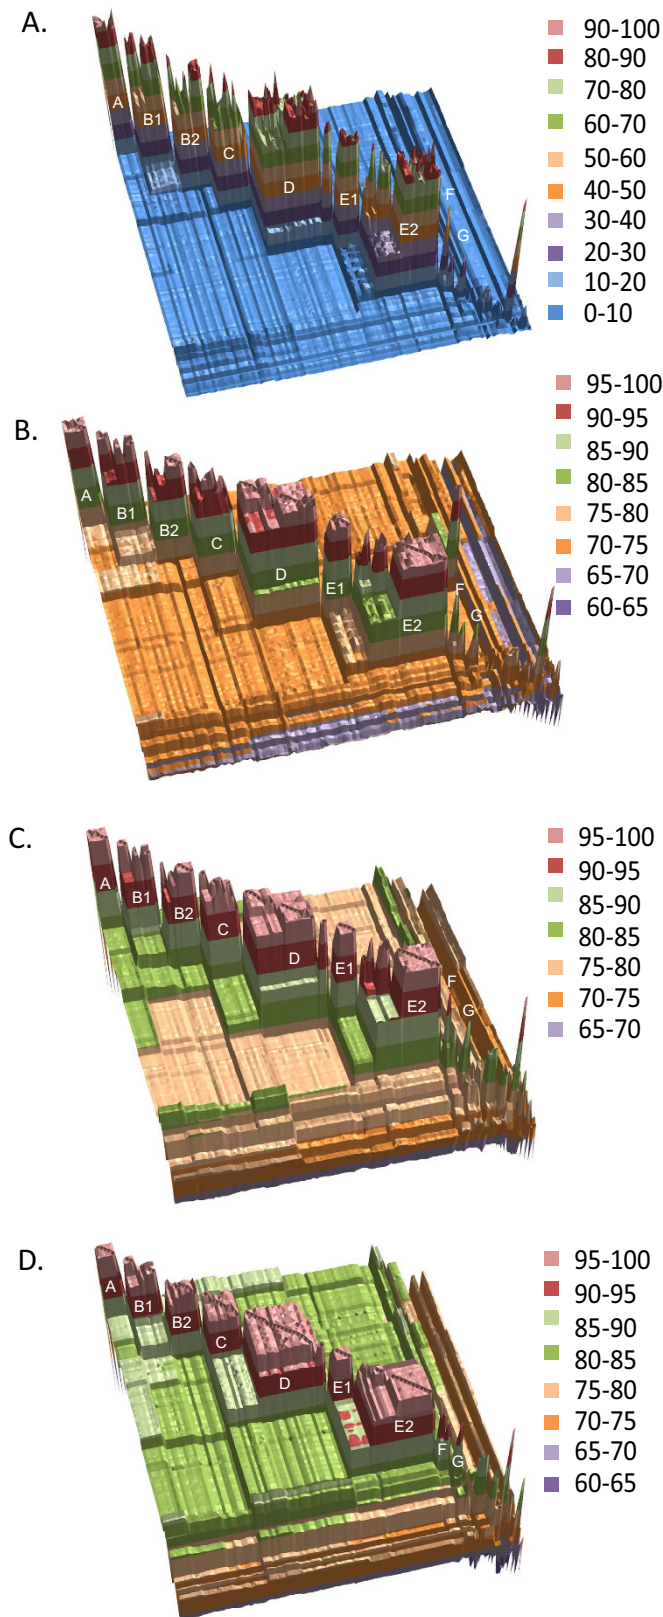 A.
90-100
80-90
70-80
60-70
50-60
40-50
30-40
20-30
10-20
0-10
A
B1
B2
C
D
E1
E2
F
G
B.
95-100
90-95
85-90
80-85
75-80
70-75
65-70
60-65
A
B1
B2
C
D
E1
E2
F
G
C.
95-100
90-95
85-90
80-85
75-80
70-75
65-70
A
B1
B2
C
D
E1
E2
F
G
D.
95-100
90-95
85-90
80-85
75-80
70-75
65-70
60-65
A
B1
B2
C
D
E1
E2
F
G